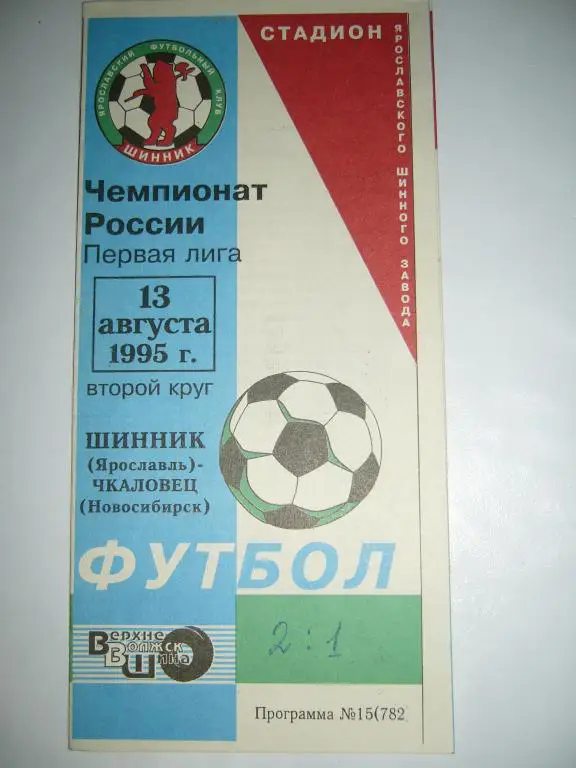 СТАДИОН
ЯРОСЛАВСКОГО ШИННОГО ЗАВОДА
ЯРОСЛАВСКИЙ ФУТБОЛЬНЫЙ КЛУБ
ШИННИК
Чемпионат
России
Первая лига
13
августа
1995 г.
второй круг
ШИННИК
(Ярославль)-
ЧКАЛОВЕЦ
(Новосибирск)
ФУТБОЛ
Верхне
Волжск
Шина
2:1
Программа №15(782